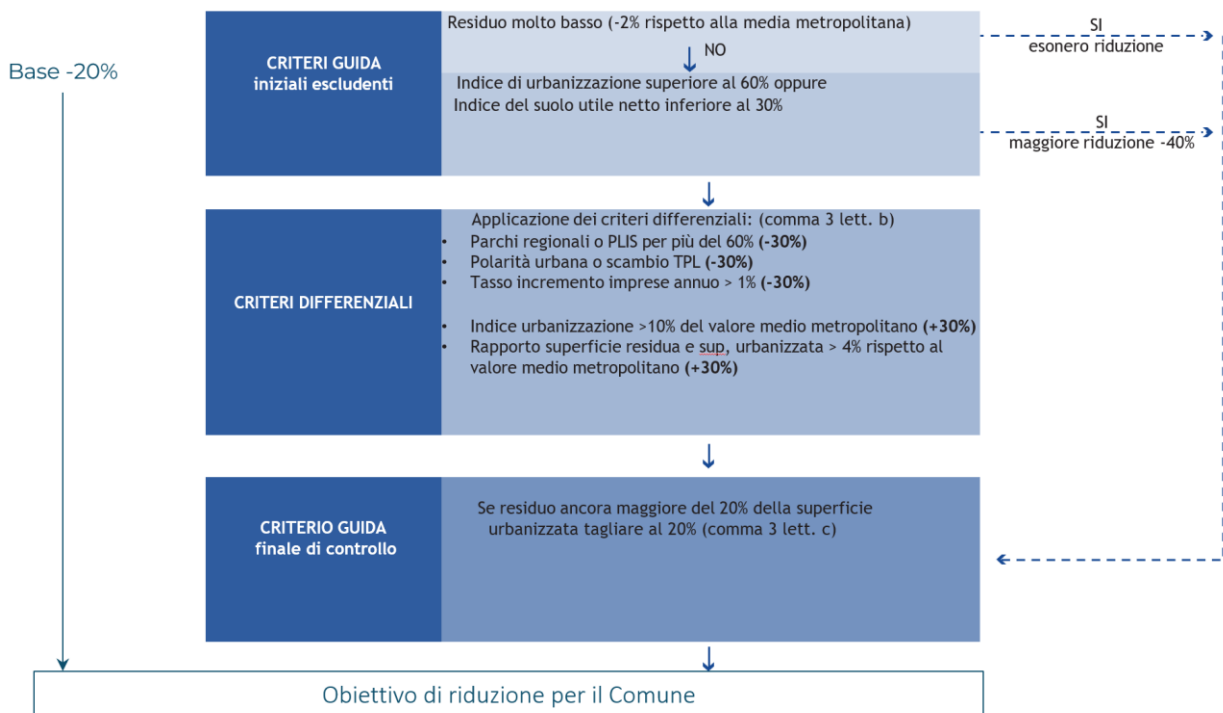 Base -20%
CRITERI GUIDA
iniziali escludenti
Residuo molto basso (-2% rispetto alla media metropolitana)
NO
Indice di urbanizzazione superiore al 60% oppure
Indice del suolo utile netto inferiore al 30%
SI
esonero riduzione
SI
maggiore riduzione -40%
CRITERI DIFFERENZIALI
Applicazione dei criteri differenziali: (comma 3 lett. b)
• Parchi regionali o PLIS per più del 60% (-30%)
• Polarità urbana o scambio TPL (-30%)
• Tasso incremento imprese annuo > 1% (-30%)
• Indice urbanizzazione >10% del valore medio metropolitano (+30%)
• Rapporto superficie residua e sup, urbanizzata > 4% rispetto al
valore medio metropolitano (+30%)
CRITERIO GUIDA
finale di controllo
Se residuo ancora maggiore del 20% della superficie
urbanizzata tagliare al 20% (comma 3 lett. c)
Obiettivo di riduzione per il Comune